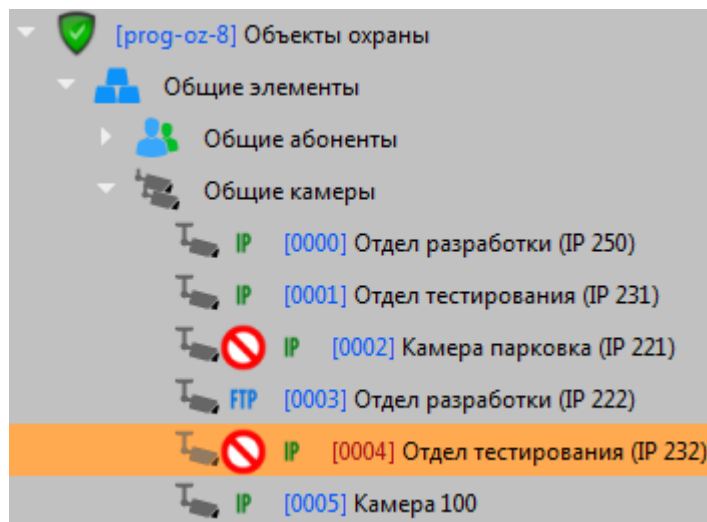 [prog-oz-8] Объекты охраны
Общие элементы
Общие абоненты
Общие камеры
IP [0000] Отдел разработки (IP 250)
IP [0001] Отдел тестирования (IP 231)
IP [0002] Камера парковка (IP 221)
FTP [0003] Отдел разработки (IP 222)
IP [0004] Отдел тестирования (IP 232)
IP [0005] Камера 100